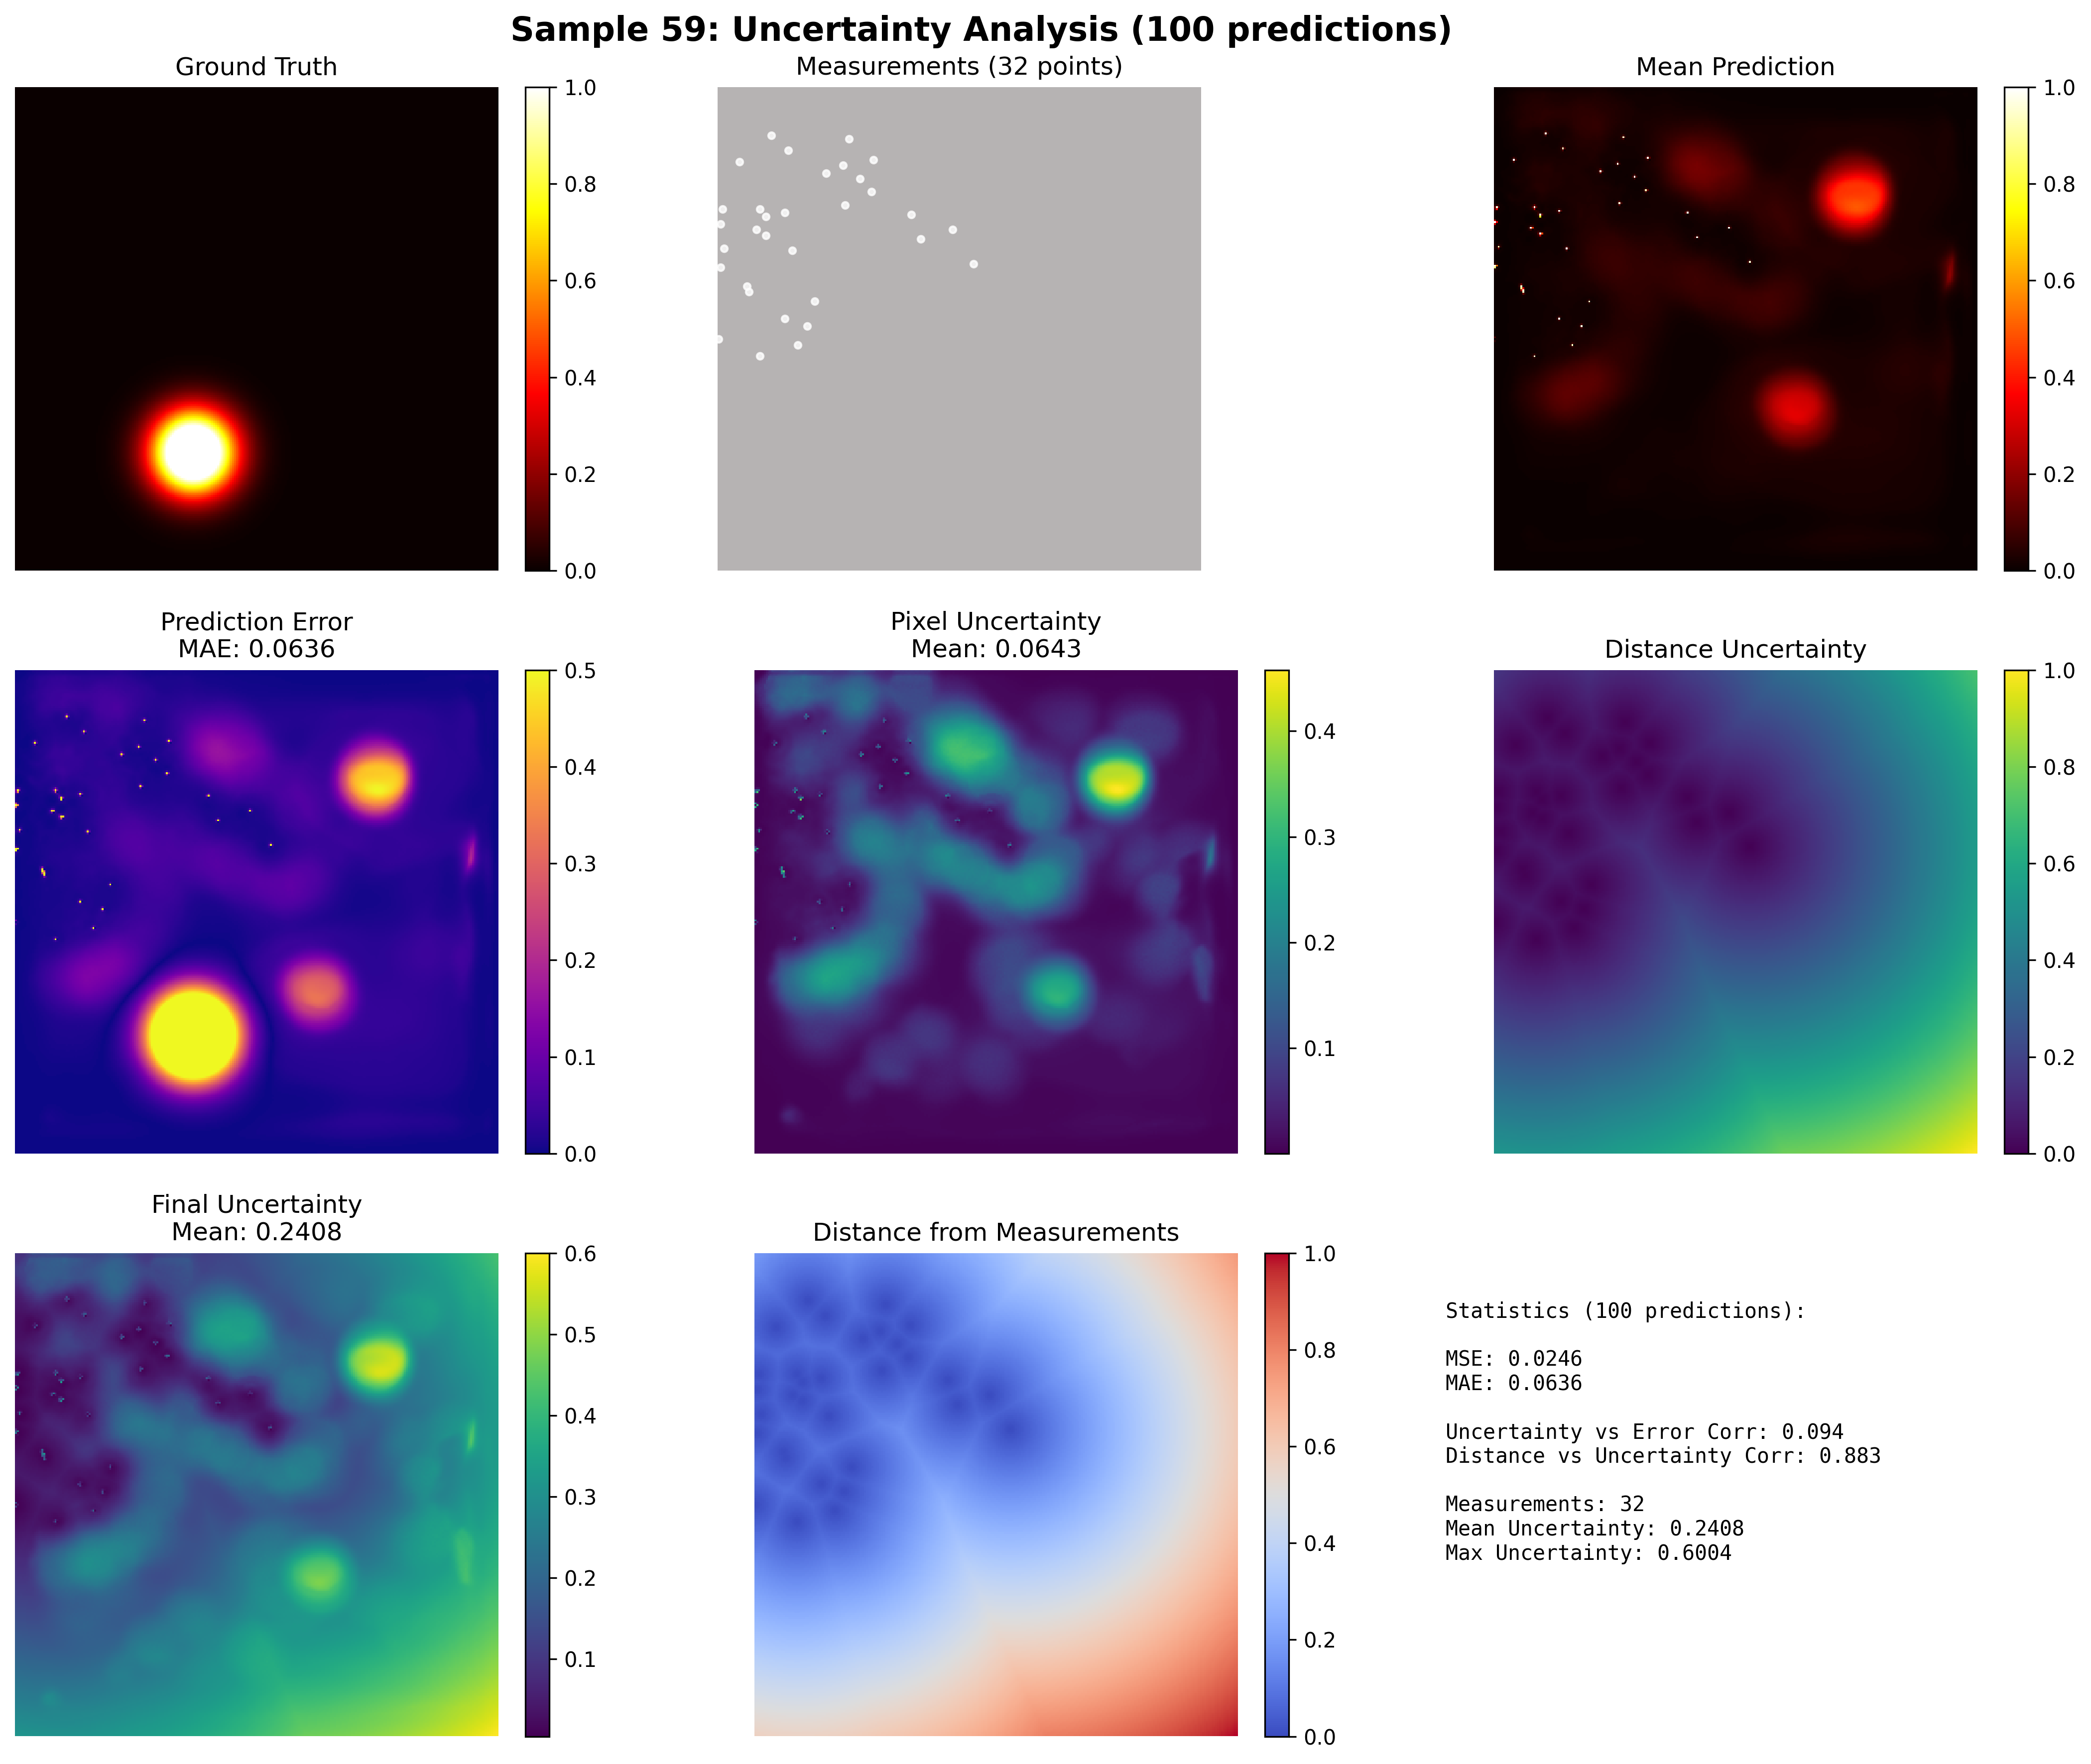 Sample 59: Uncertainty Analysis (100 predictions)
Ground Truth
1.0
0.8
0.6
0.4
0.2
0.0
Measurements (32 points)
Mean Prediction
1.0
0.8
0.6
0.4
0.2
0.0
Prediction Error
MAE: 0.0636
0.5
0.4
0.3
0.2
0.1
0.0
Pixel Uncertainty
Mean: 0.0643
0.4
0.3
0.2
0.1
Distance Uncertainty
1.0
0.8
0.6
0.4
0.2
0.0
Final Uncertainty
Mean: 0.2408
0.6
0.5
0.4
0.3
0.2
0.1
Distance from Measurements
1.0
0.8
0.6
0.4
0.2
0.0
Statistics (100 predictions):
MSE: 0.0246
MAE: 0.0636
Uncertainty vs Error Corr: 0.094
Distance vs Uncertainty Corr: 0.883
Measurements: 32
Mean Uncertainty: 0.2408
Max Uncertainty: 0.6004